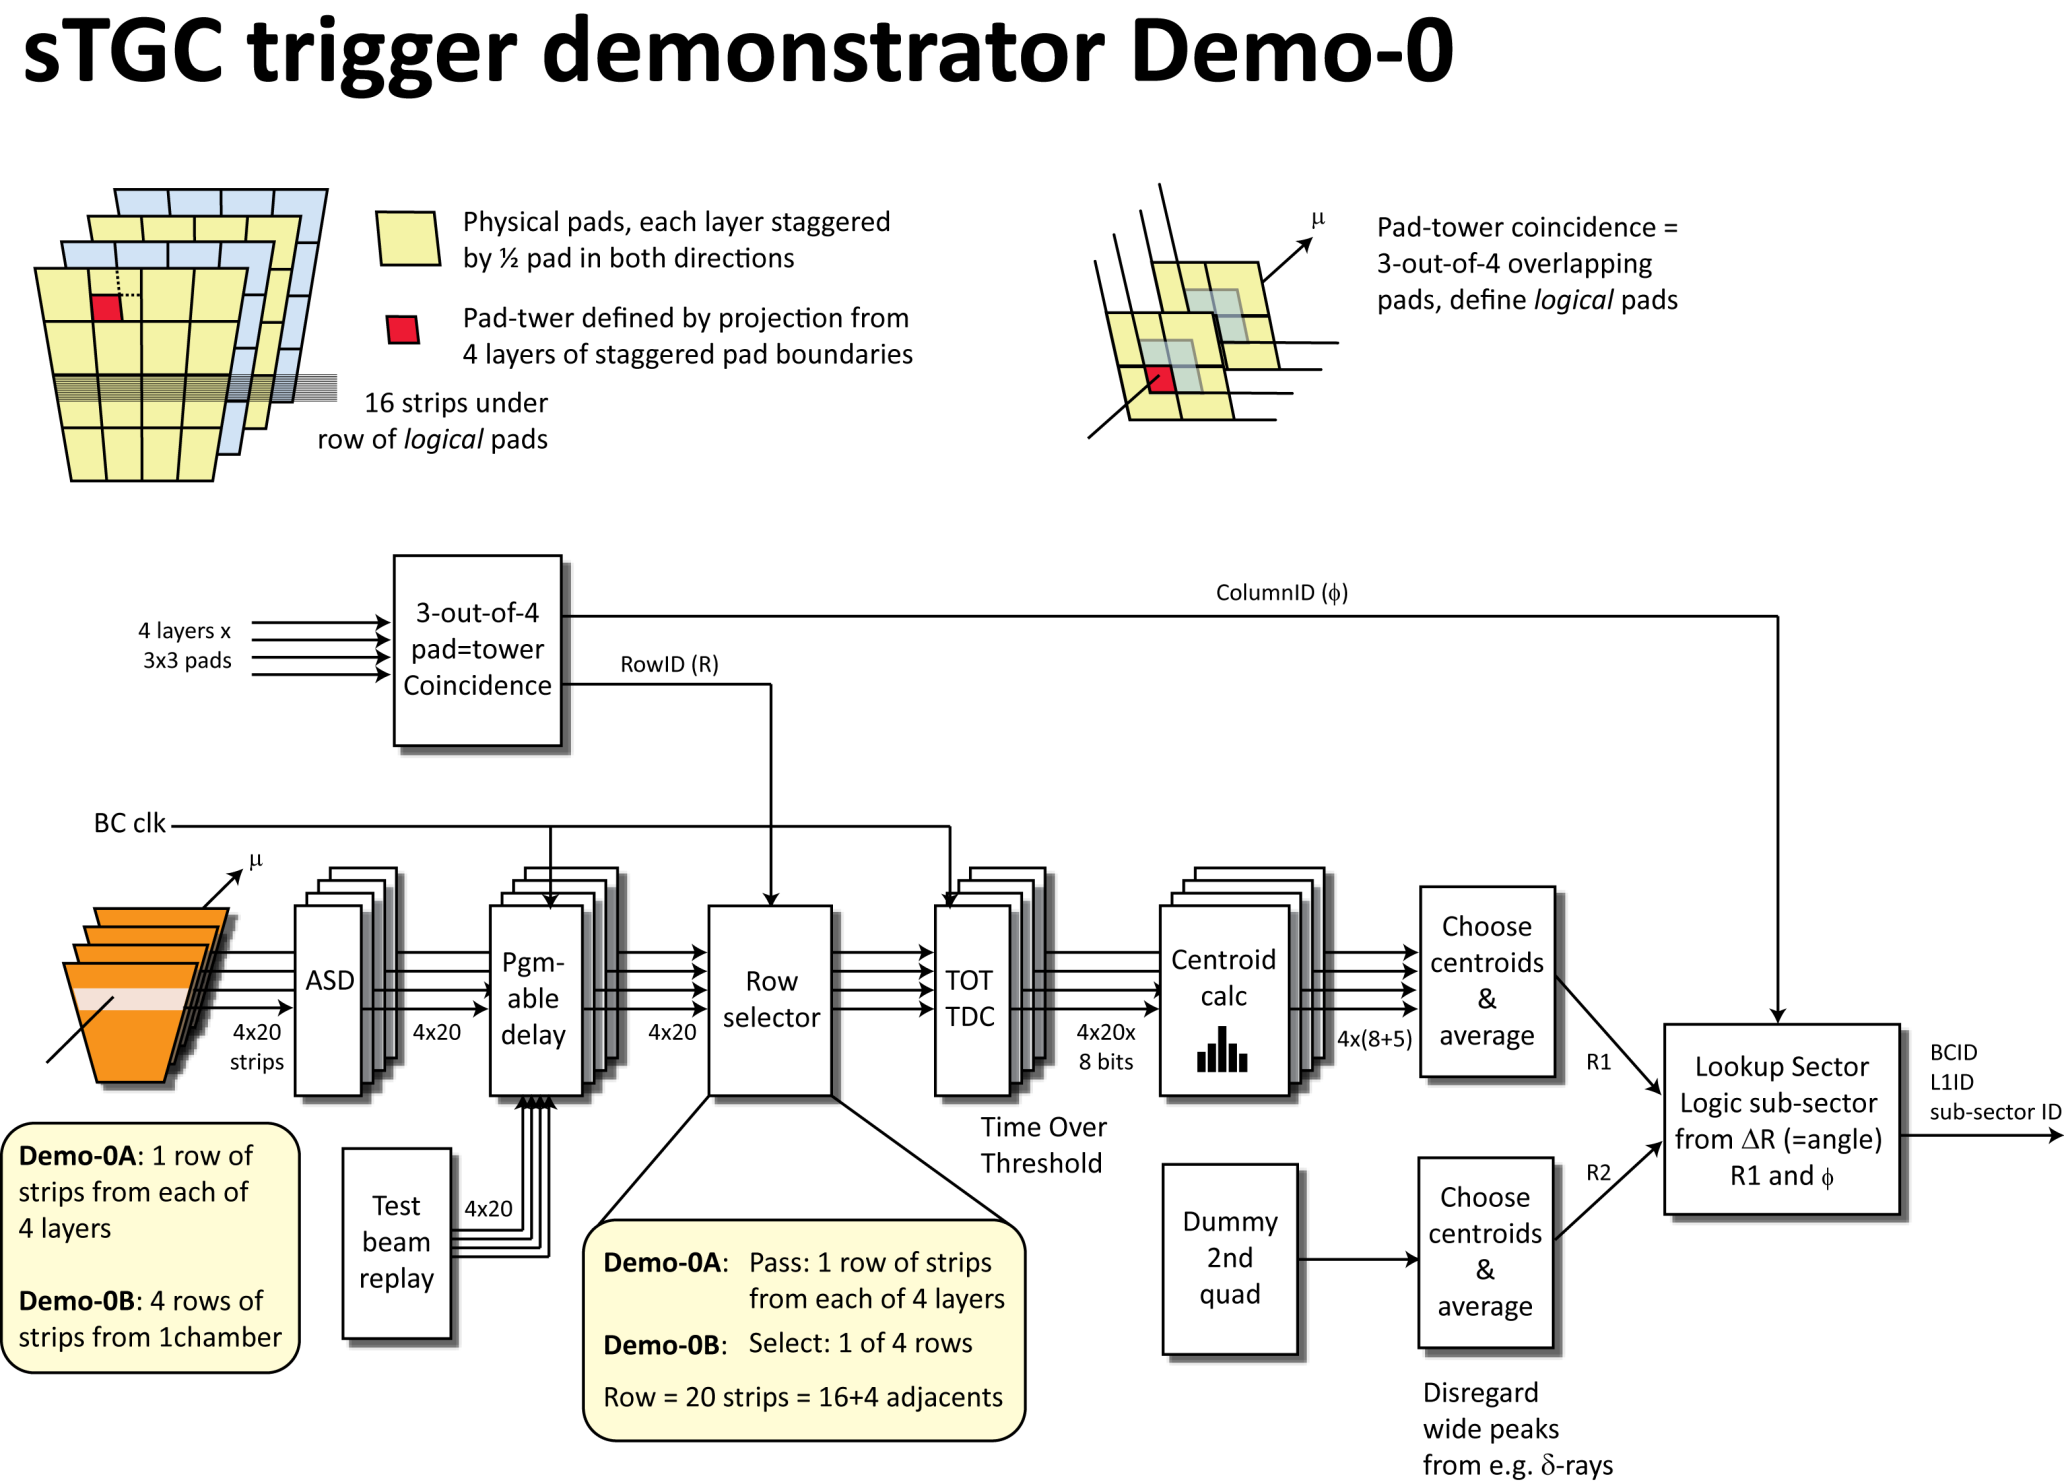 sTGC trigger demonstrator Demo-0
Physical pads, each layer staggered
by ½ pad in both directions
Pad-twer defined by projection from
4 layers of staggered pad boundaries
16 strips under
row of logical pads
μ
Pad-tower coincidence =
3-out-of-4 overlapping
pads, define logical pads
4 layers x
3x3 pads
3-out-of-4
pad=tower
Coincidence
ColumnID (ϕ)
RowID (R)
BC clk
μ
4x20
strips
ASD
4x20
Pgm-
able
delay
4x20
Row
selector
TOT
TDC
4x20x
8 bits
Time Over
Threshold
Centroid
calc
4x(8+5)
Choose
centroids
&
average
R1
R2
Lookup Sector
Logic sub-sector
from ΔR (=angle)
R1 and ϕ
BCID
L1ID
sub-sector ID
Demo-0A: 1 row of
strips from each of
4 layers
Demo-0B: 4 rows of
strips from 1chamber
Test
beam
replay
4x20
Demo-0A: Pass: 1 row of strips
from each of 4 layers
Demo-0B: Select: 1 of 4 rows
Row = 20 strips = 16+4 adjacents
Dummy
2nd
quad
Choose
centroids
&
average
Disregard
wide peaks
from e.g. δ-rays